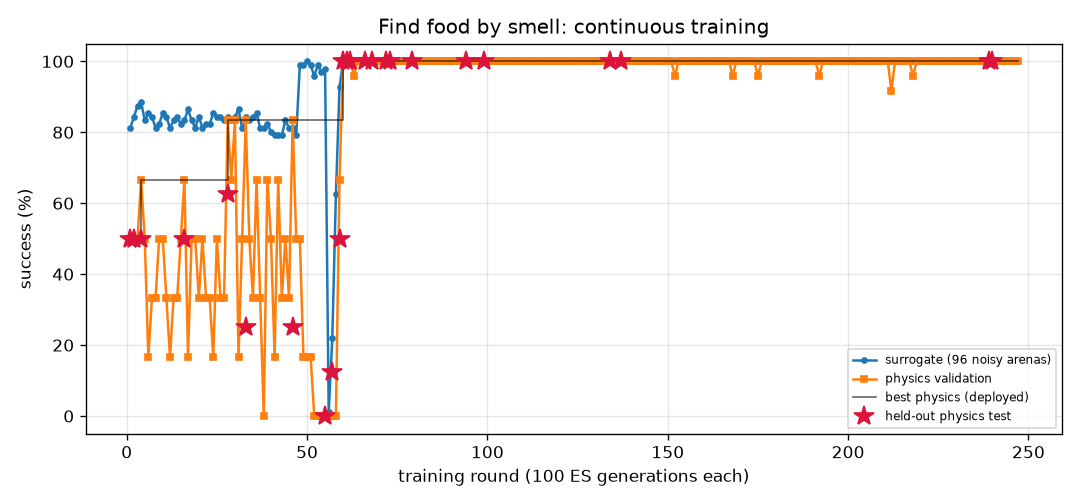 Find food by smell: continuous training
success (%)
100
80
60
40
20
0
0 50 100 150 200 250
training round (100 ES generations each)
surrogate (96 noisy arenas)
physics validation
best physics (deployed)
held-out physics test